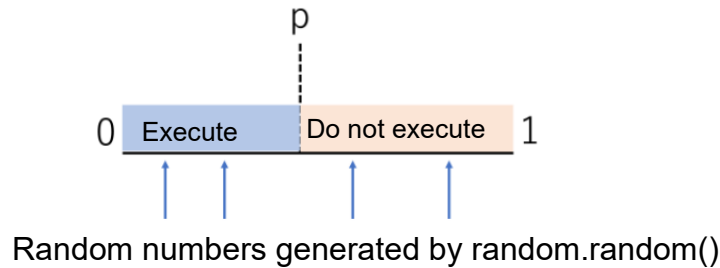 p
0 Execute Do not execute 1
Random numbers generated by random.random()